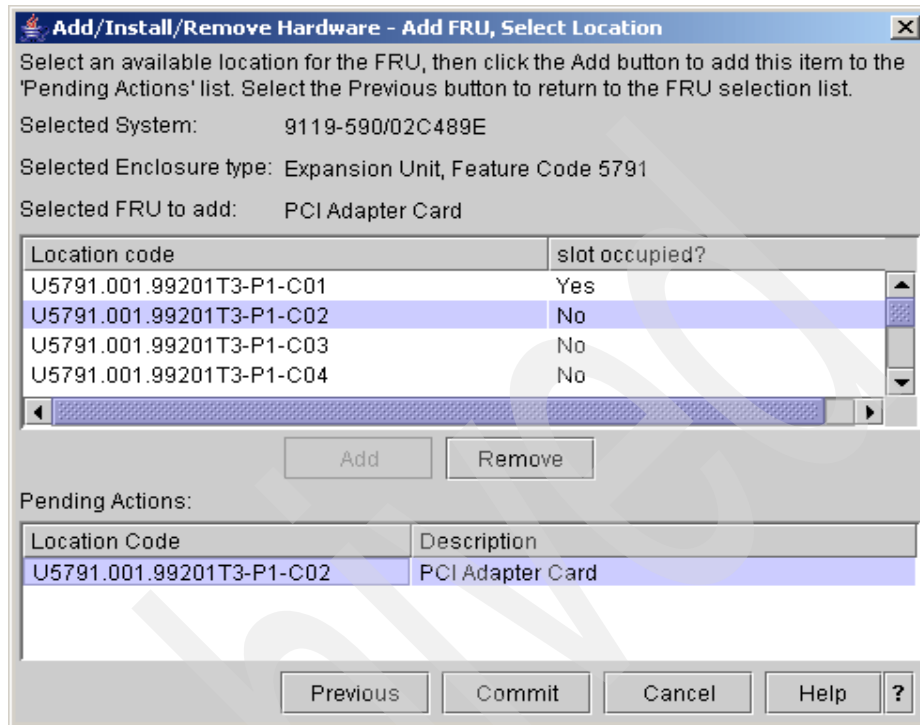 Add/Install/Remove Hardware - Add FRU, Select Location
Select an available location for the FRU, then click the Add button to add this item to the
'Pending Actions' list. Select the Previous button to return to the FRU selection list.
Selected System: 9119-590/02C489E
Selected Enclosure type: Expansion Unit, Feature Code 5791
Selected FRU to add: PCI Adapter Card
Location code slot occupied?
U5791.001.99201T3-P1-C01 Yes
U5791.001.99201T3-P1-C02 No
U5791.001.99201T3-P1-C03 No
U5791.001.99201T3-P1-C04 No
Add Remove
Pending Actions:
Location Code Description
U5791.001.99201T3-P1-C02 PCI Adapter Card
Previous Commit Cancel Help ?